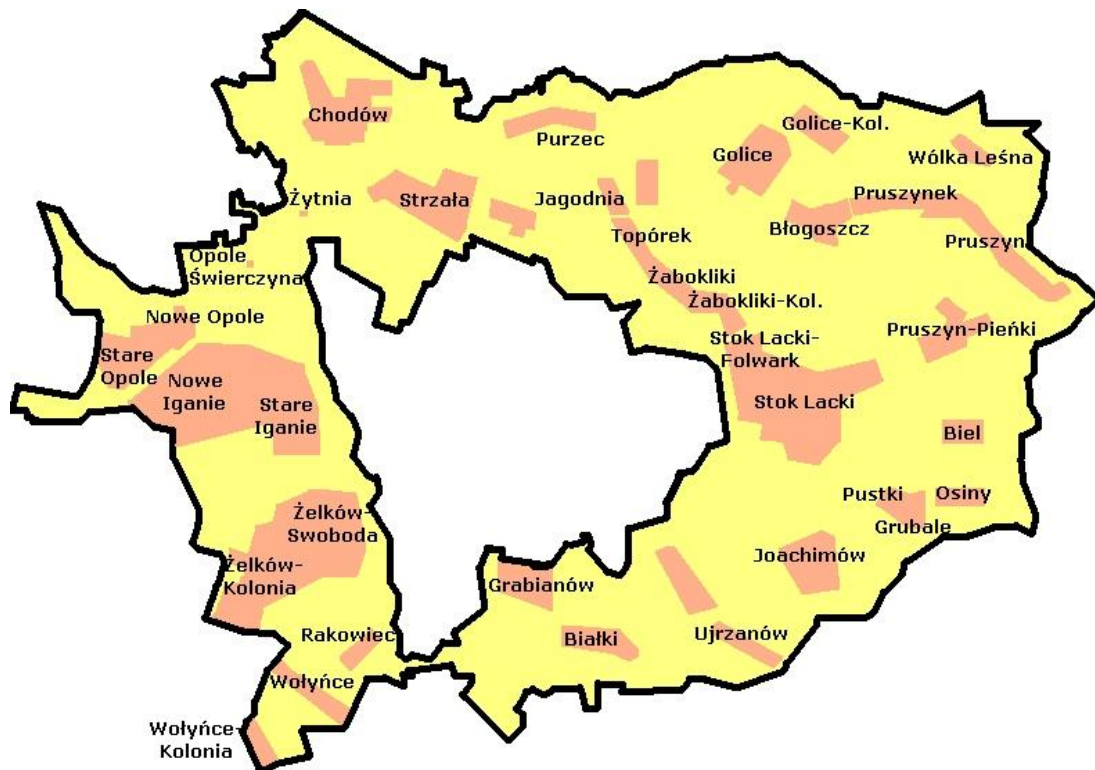 Chodów
Purzec
Golice-Kol.
Golice
Wólka Leśna
Żytnia
Strzała
Jagodnia
Pruszynek
Topórek
Błogoszcz
Pruszyn
Opole
Świerczyna
Żabokliki
Żabokliki-Kol.
Nowe Opole
Stok Lacki-
Folwark
Pruszyn-Pieńki
Stare
Opole
Nowe
Iganie
Stare
Iganie
Stok Lacki
Biel
Pustki
Osiny
Grubale
Żelków-
Swoboda
Joachimów
Żelków-
Kolonia
Grabianów
Rakowiec
Białki
Ujrzanów
Wołyńce
Wołyńce-
Kolonia